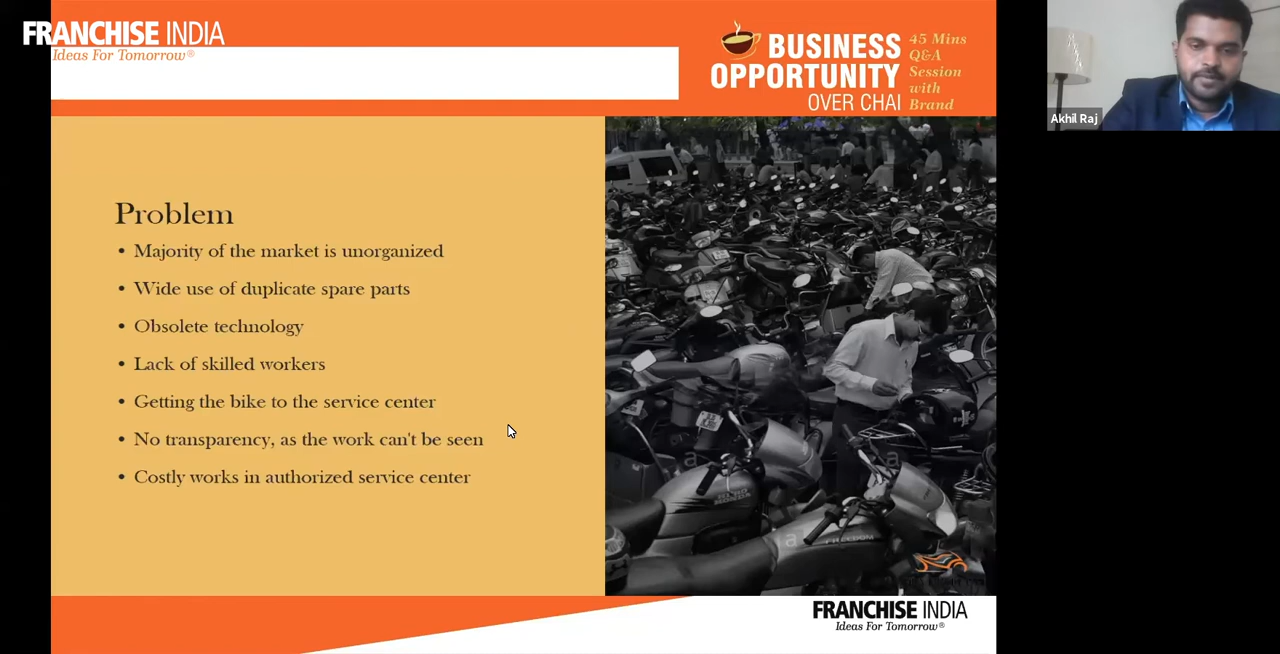 FRANCHISE INDIA
Ideas For Tomorrow®
BUSINESS
OPPORTUNITY
OVER CHAI
45 Mins
Q&A
Session
with
Brand
Akhil Raj
Problem
• Majority of the market is unorganized
• Wide use of duplicate spare parts
• Obsolete technology
• Lack of skilled workers
• Getting the bike to the service center
• No transparency, as the work can't be seen
• Costly works in authorized service center
FREEDOM
FRANCHISE INDIA
Ideas For Tomorrow®